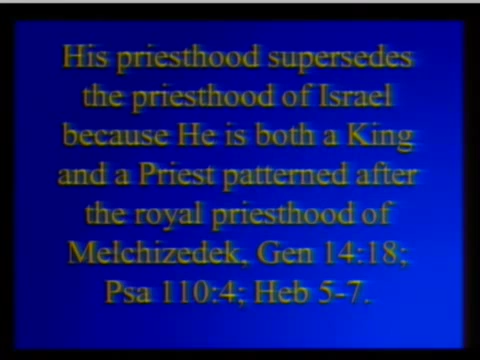 His priesthood supersedes
the priesthood of Israel
because He is both a King
and a Priest patterned after
the royal priesthood of
Melchizedek, Gen 14:18;
Psa 110:4; Heb 5-7.